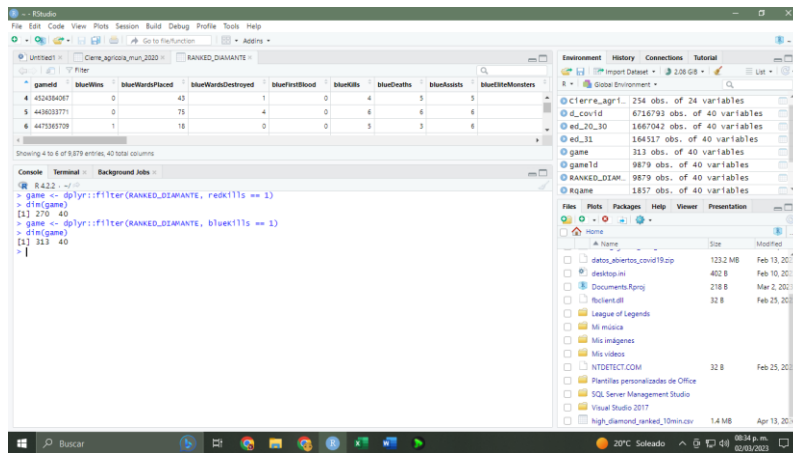 ~ - RStudio
File Edit Code View Plots Session Build Debug Profile Tools Help
Go to file/function Addins
Untitled1 Cierre_agricola_mun_2020 RANKED_DIAMANTE
Filter
gameId blueWins blueWardsPlaced blueWardsDestroyed blueFirstBlood blueKills blueDeaths blueAssists blueEliteMonsters
4 4524384067 0 43 1 0 4 5 5
5 4436033771 0 75 4 0 6 6 6
6 4475365709 1 18 0 0 5 3 6
Showing 4 to 6 of 9,879 entries, 40 total columns
Console Terminal Background Jobs
R 4.2.2 · ~/
> game <- dplyr::filter(RANKED_DIAMANTE, redKills == 1)
> dim(game)
[1] 270 40
> game <- dplyr::filter(RANKED_DIAMANTE, blueKills == 1)
> dim(game)
[1] 313 40
>
Environment History Connections Tutorial
Import Dataset 2.08 GiB List
R Global Environment
Cierre_agri… 254 obs. of 24 variables
d_covid 6716793 obs. of 40 variables
ed_20_30 1667042 obs. of 40 variables
ed_31 164517 obs. of 40 variables
game 313 obs. of 40 variables
gameId 9879 obs. of 40 variables
RANKED_DIAM… 9879 obs. of 40 variables
Rgame 1857 obs. of 40 variables
Files Plots Packages Help Viewer Presentation
Home
Name Size Modified
datos_abiertos_covid19.zip 123.2 MB Feb 13, 202
desktop.ini 402 B Feb 10, 202
Documents.Rproj 218 B Mar 2, 2023
fbclient.dll 32 B Feb 25, 202
League of Legends
Mi música
Mis imágenes
Mis vídeos
NTDETECT.COM 32 B Feb 25, 202
Plantillas personalizadas de Office
SQL Server Management Studio
Visual Studio 2017
high_diamond_ranked_10min.csv 1.4 MB Apr 13, 20
Buscar
20°C Soleado
08:34 p. m.
02/03/2023